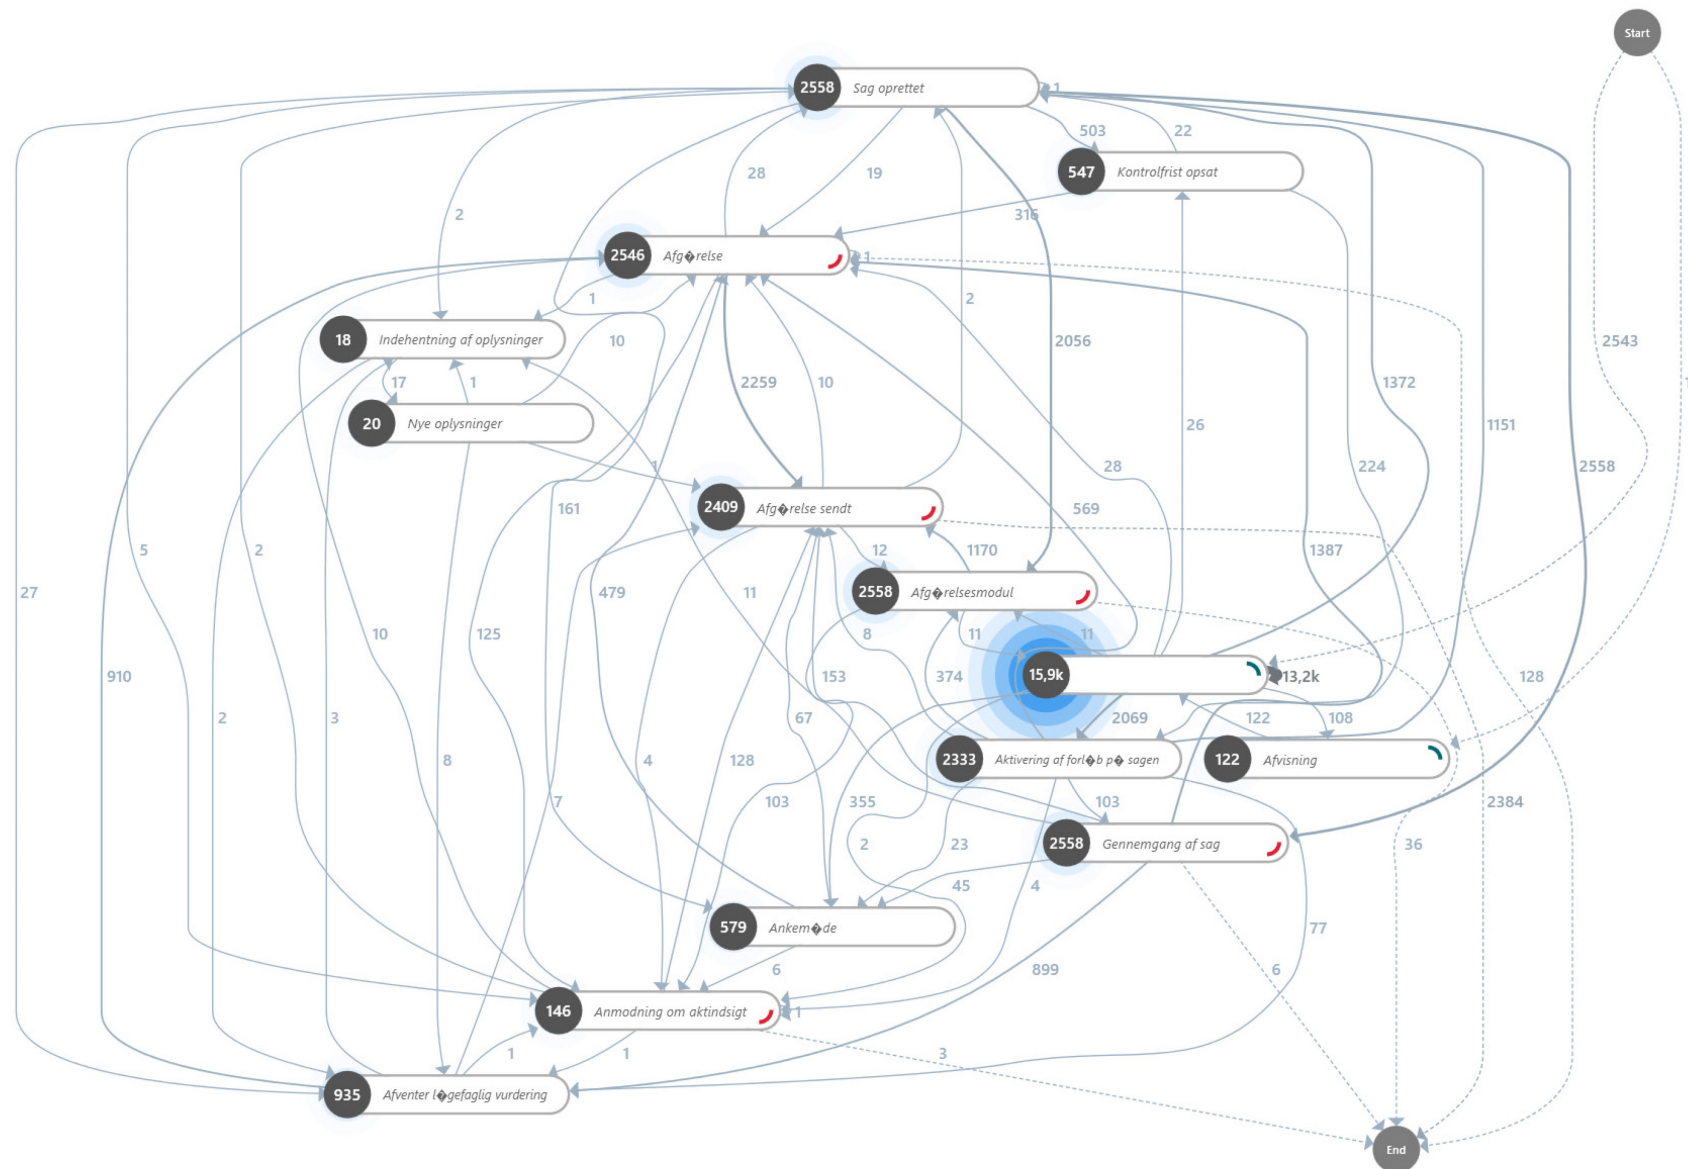 Start
2558 Sag oprettet 1
503 22
547 Kontrolfrist opsat
28 19
2 316
2546 Afg�relse 1
1 2
18 Indehentning af oplysninger 10 2056 2543
17 1 2259 10 1372
20 Nye oplysninger 26 1151
1 28 224 2558
2409 Afg�relse sendt
161 569
5 2 12 1170 1387
27 479 11 2558 Afg�relsesmodul
10 125 8 11 11
910 153 374 15,9k 13,2k 128
2 3 67 2069 122 108
8 4 128 2333 Aktivering af forl�b p� sagen 122 Afvisning
7 103 355 103 2384
2 23 2558 Gennemgang af sag 36
45 4
579 Ankem�de 77
6 899 6
146 Anmodning om aktindsigt 1
1 1 3
935 Afventer l�gefaglig vurdering
End